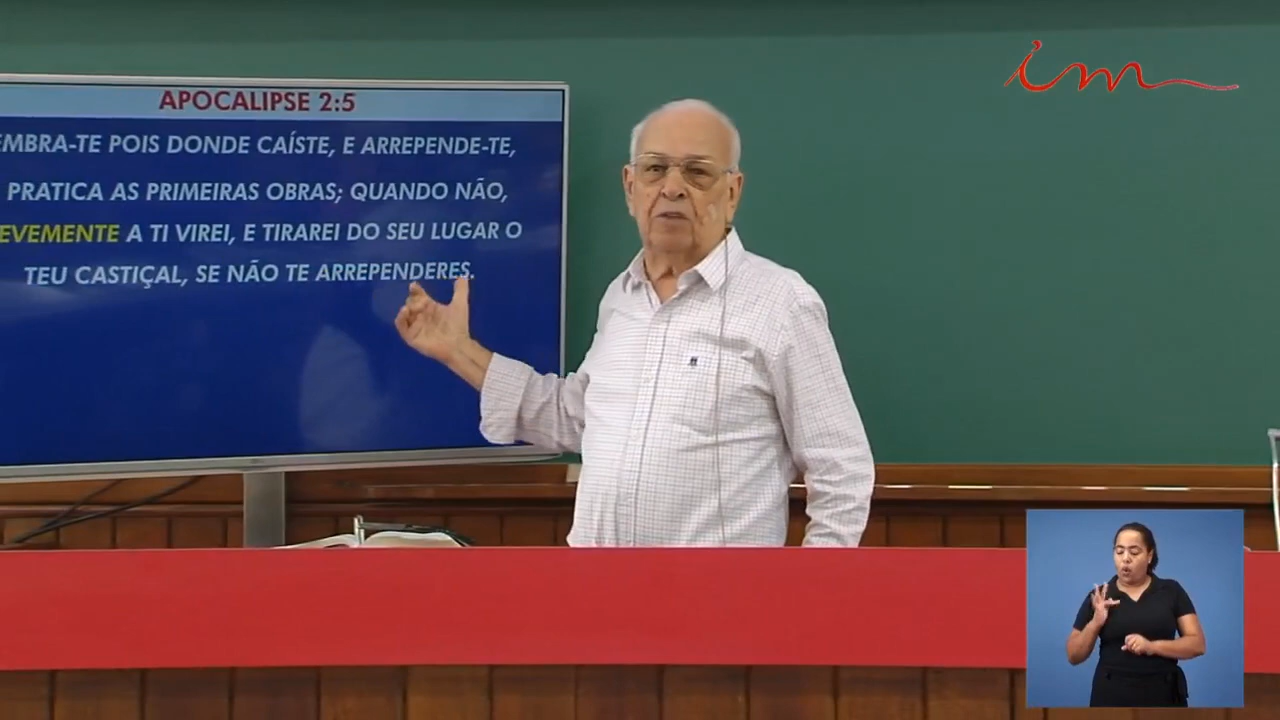 APOCALIPSE 2:5
EMBRA-TE POIS DONDE CAÍSTE, E ARREPENDE-TE,
PRATICA AS PRIMEIRAS OBRAS; QUANDO NÃO,
EVEMENTE A TI VIREI, E TIRAREI DO SEU LUGAR O
TEU CASTIÇAL, SE NÃO TE ARREPENDERES.
im